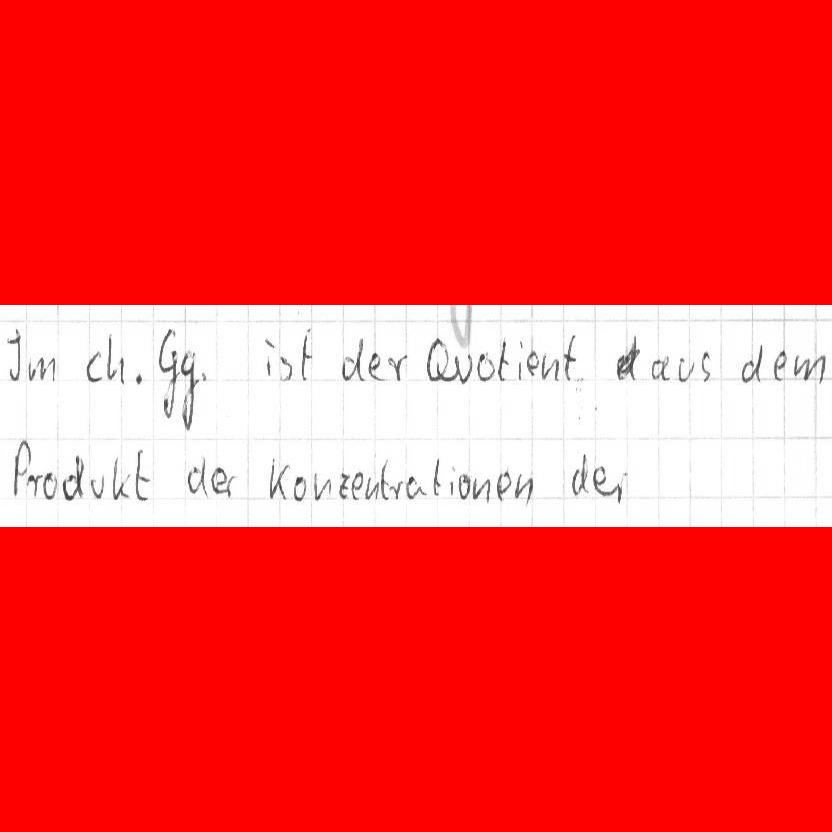 Im ch. Gg. ist der Quotient aus dem
Produkt der Konzentrationen der